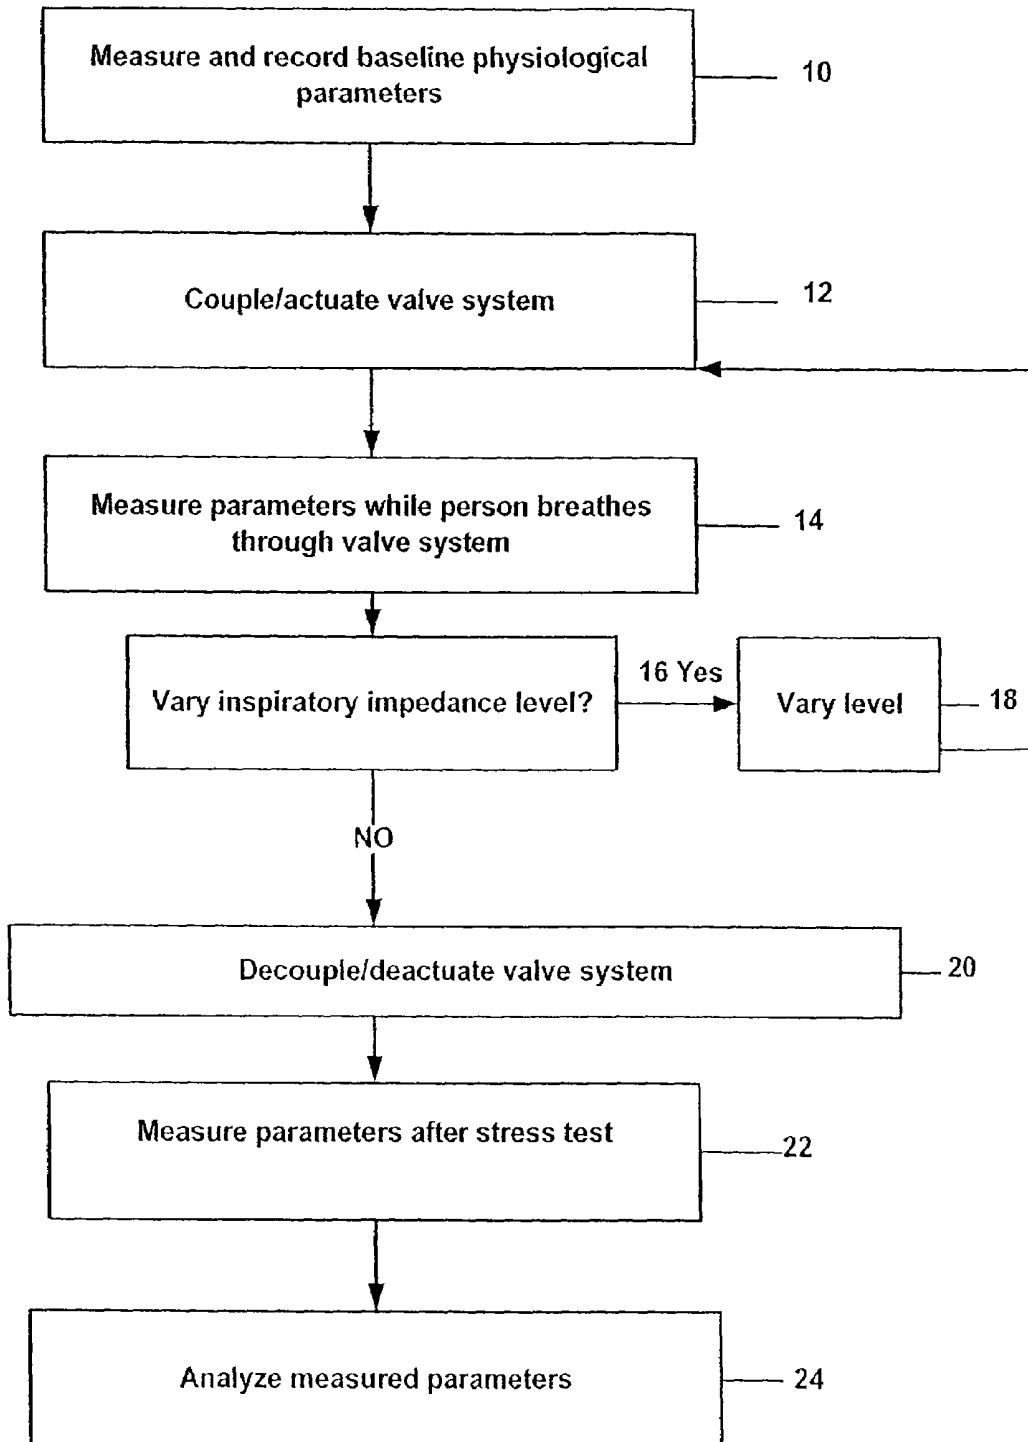 Measure and record baseline physiological
parameters
10
Couple/actuate valve system
12
Measure parameters while person breathes
through valve system
14
Vary inspiratory impedance level?
16 Yes
Vary level
18
NO
Decouple/deactuate valve system
20
Measure parameters after stress test
22
Analyze measured parameters
24